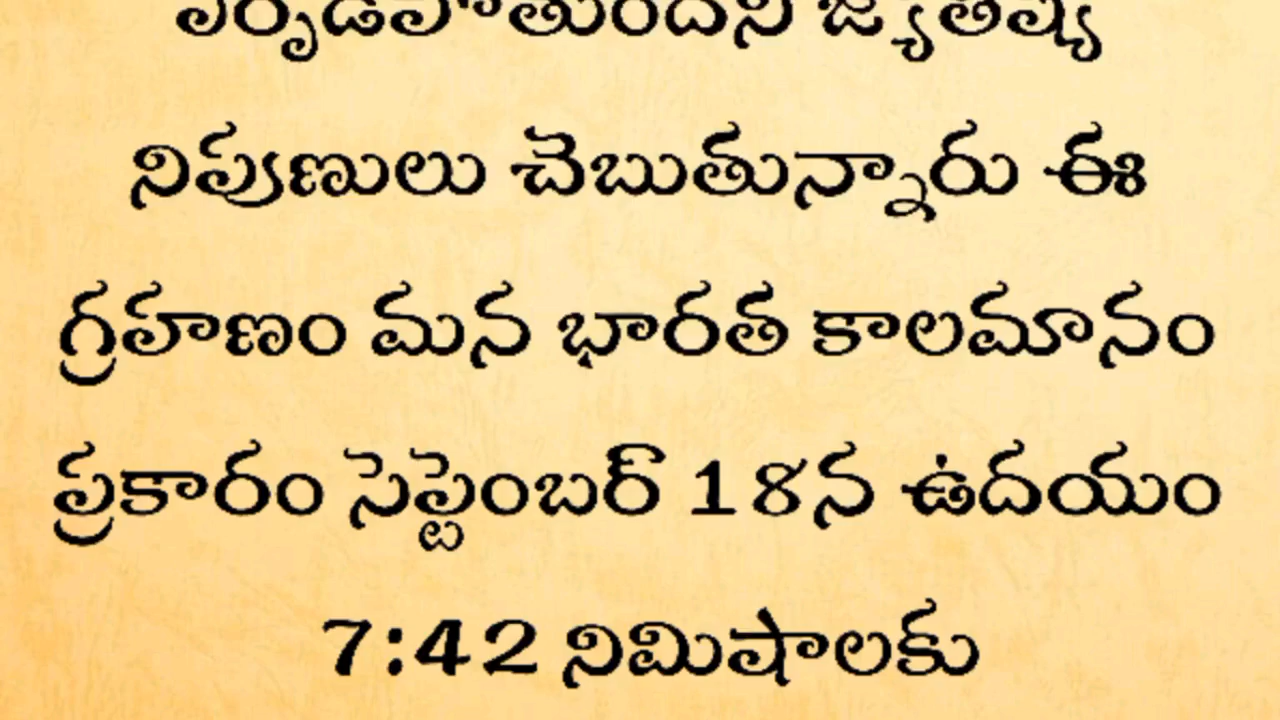 జ్యోతిష్య
నిపుణులు చెబుతున్నారు ఈ
గ్రహణం మన భారత కాలమానం
ప్రకారం సెప్టెంబర్ 18న ఉదయం
7:42 నిమిషాలకు